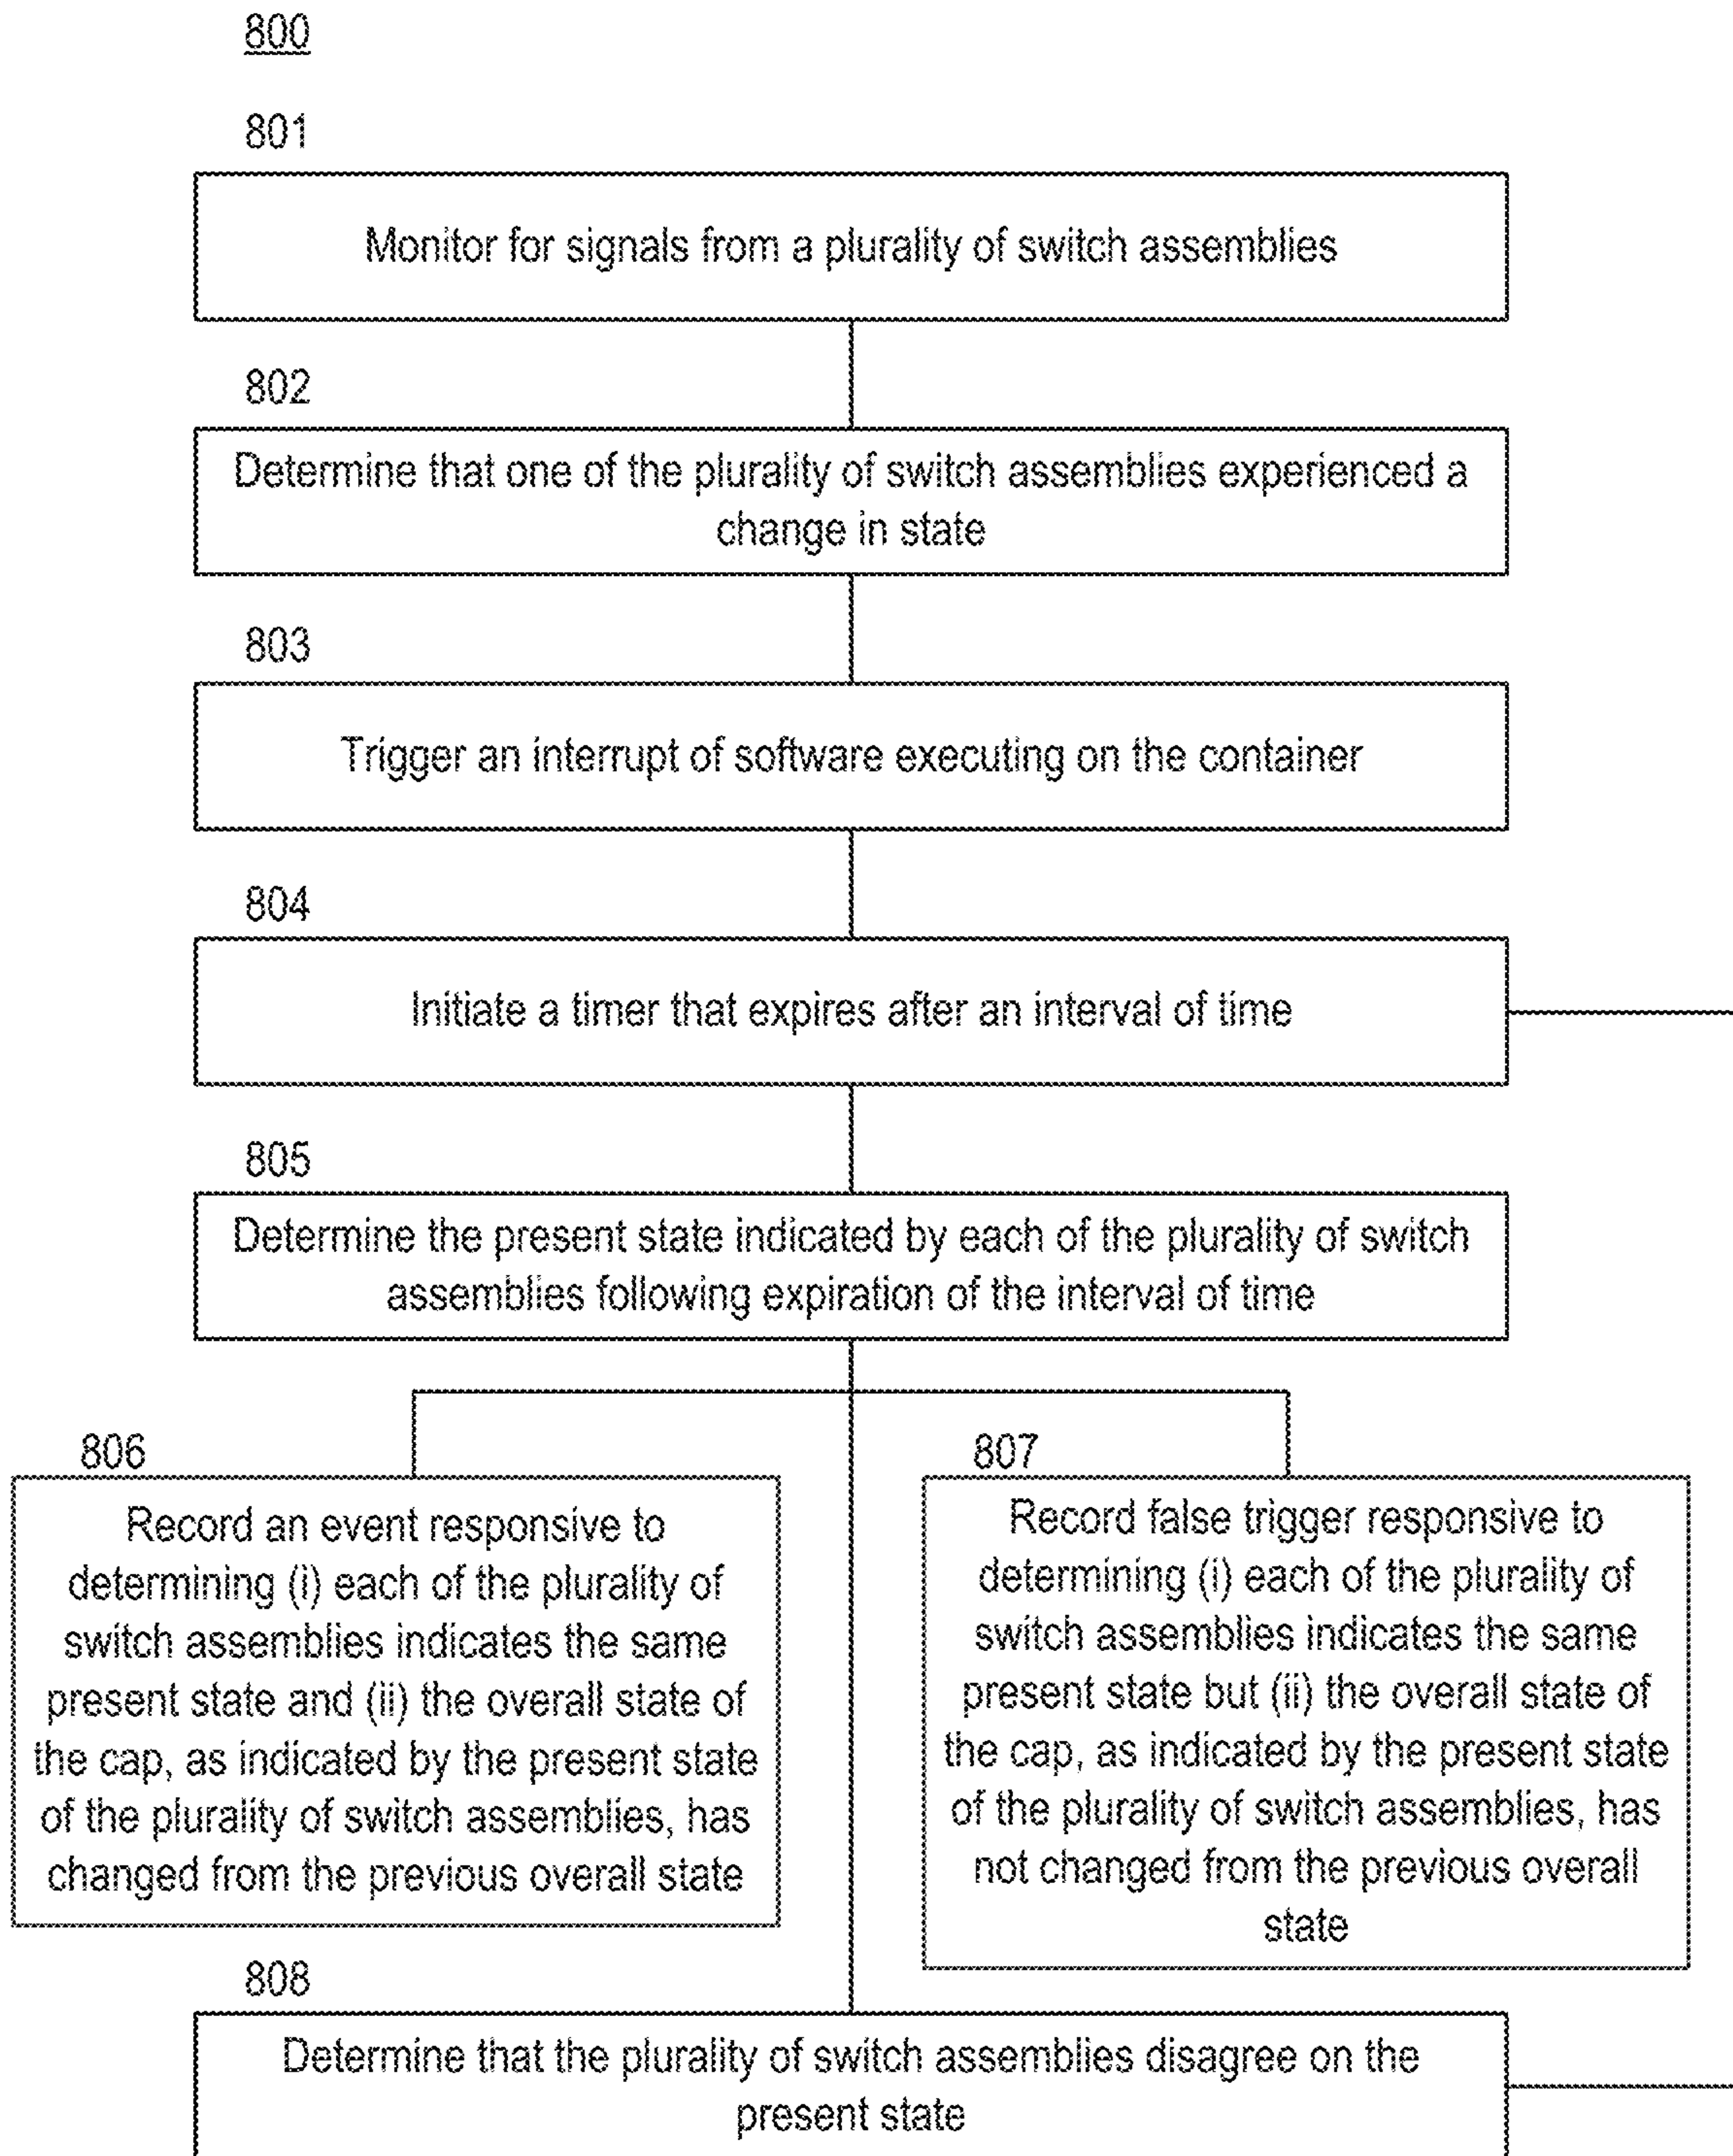 800
801
Monitor for signals from a plurality of switch assemblies
802
Determine that one of the plurality of switch assemblies experienced a
change in state
803
Trigger an interrupt of software executing on the container
804
Initiate a timer that expires after an interval of time
805
Determine the present state indicated by each of the plurality of switch
assemblies following expiration of the interval of time
806
Record an event responsive to
determining (i) each of the plurality of
switch assemblies indicates the same
present state and (ii) the overall state of
the cap, as indicated by the present state
of the plurality of switch assemblies, has
changed from the previous overall state
807
Record false trigger responsive to
determining (i) each of the plurality of
switch assemblies indicates the same
present state but (ii) the overall state of
the cap, as indicated by the present state
of the plurality of switch assemblies, has
not changed from the previous overall
state
808
Determine that the plurality of switch assemblies disagree on the
present state